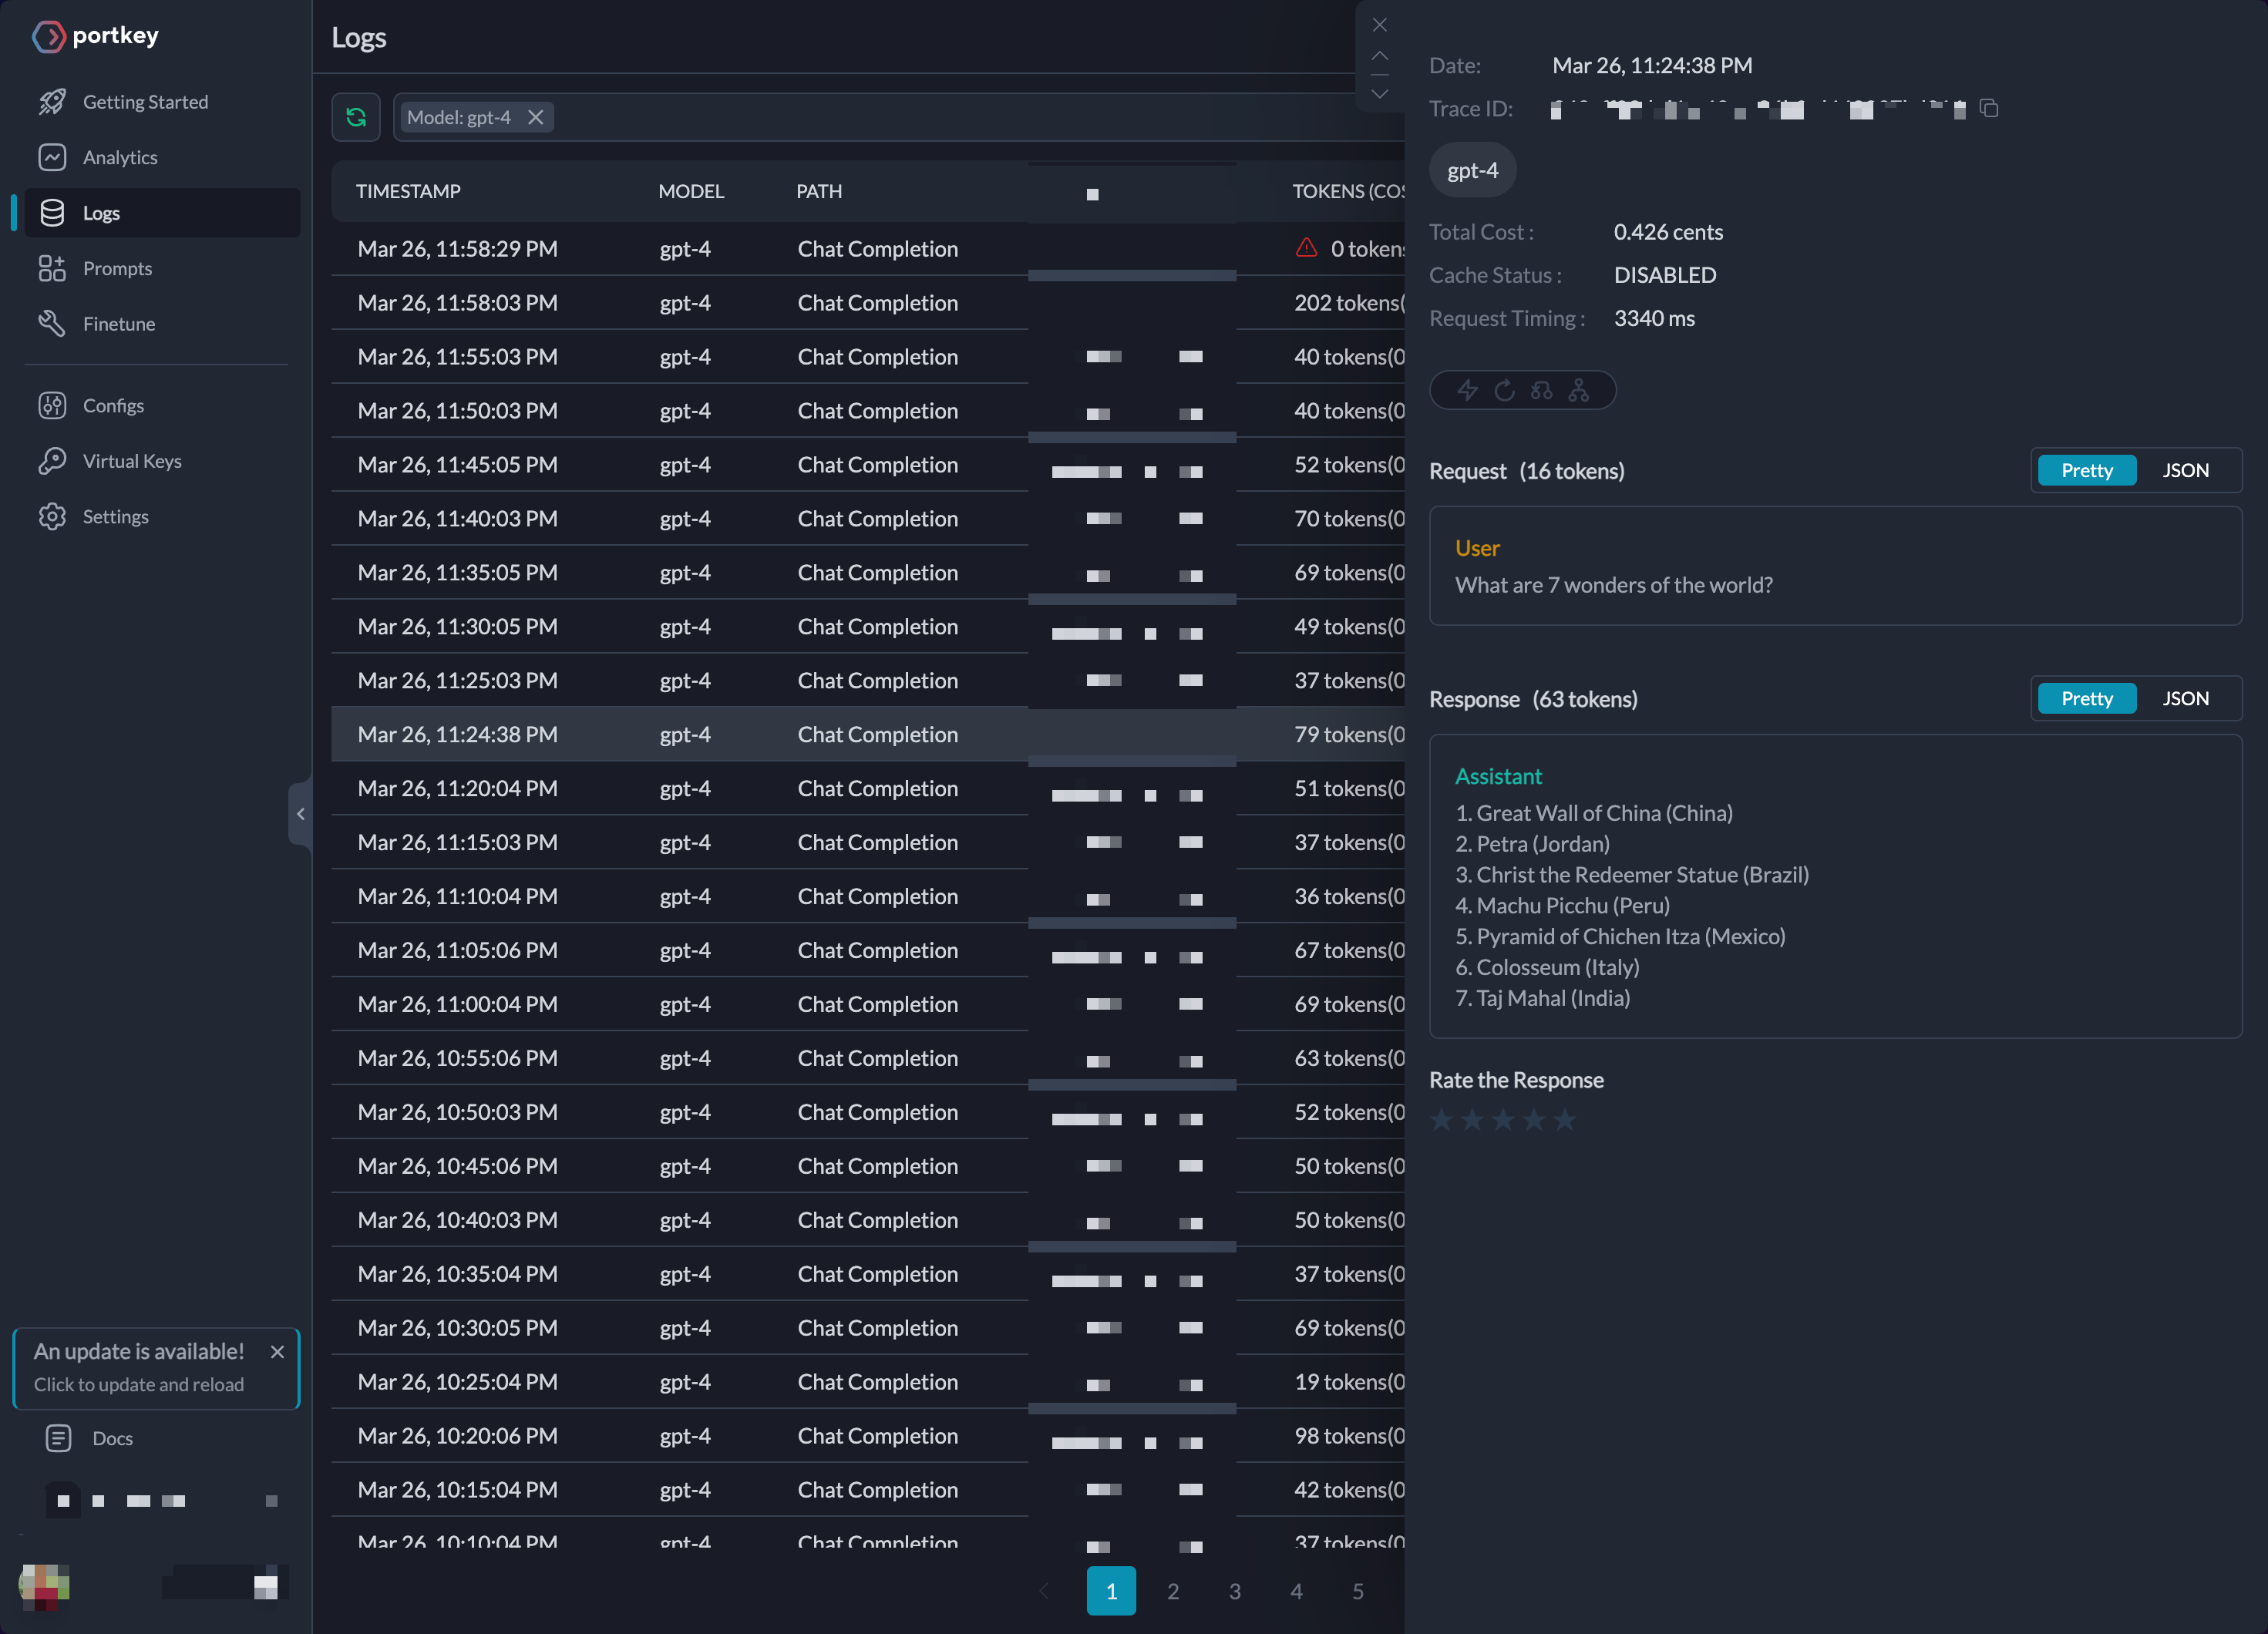 portkey
Getting Started
Analytics
Logs
Prompts
Finetune
Configs
Virtual Keys
Settings
An update is available!
Click to update and reload
Docs
Logs
Model: gpt-4
TIMESTAMP MODEL PATH TOKENS (COS
Mar 26, 11:58:29 PM gpt-4 Chat Completion 0 tokens
Mar 26, 11:58:03 PM gpt-4 Chat Completion 202 tokens(
Mar 26, 11:55:03 PM gpt-4 Chat Completion 40 tokens(0
Mar 26, 11:50:03 PM gpt-4 Chat Completion 40 tokens(0
Mar 26, 11:45:05 PM gpt-4 Chat Completion 52 tokens(0
Mar 26, 11:40:03 PM gpt-4 Chat Completion 70 tokens(0
Mar 26, 11:35:05 PM gpt-4 Chat Completion 69 tokens(0
Mar 26, 11:30:05 PM gpt-4 Chat Completion 49 tokens(0
Mar 26, 11:25:03 PM gpt-4 Chat Completion 37 tokens(0
Mar 26, 11:24:38 PM gpt-4 Chat Completion 79 tokens(0
Mar 26, 11:20:04 PM gpt-4 Chat Completion 51 tokens(0
Mar 26, 11:15:03 PM gpt-4 Chat Completion 37 tokens(0
Mar 26, 11:10:04 PM gpt-4 Chat Completion 36 tokens(0
Mar 26, 11:05:06 PM gpt-4 Chat Completion 67 tokens(0
Mar 26, 11:00:04 PM gpt-4 Chat Completion 69 tokens(0
Mar 26, 10:55:06 PM gpt-4 Chat Completion 63 tokens(0
Mar 26, 10:50:03 PM gpt-4 Chat Completion 52 tokens(0
Mar 26, 10:45:06 PM gpt-4 Chat Completion 50 tokens(0
Mar 26, 10:40:03 PM gpt-4 Chat Completion 50 tokens(0
Mar 26, 10:35:04 PM gpt-4 Chat Completion 37 tokens(0
Mar 26, 10:30:05 PM gpt-4 Chat Completion 69 tokens(0
Mar 26, 10:25:04 PM gpt-4 Chat Completion 19 tokens(0
Mar 26, 10:20:06 PM gpt-4 Chat Completion 98 tokens(0
Mar 26, 10:15:04 PM gpt-4 Chat Completion 42 tokens(0
Mar 26, 10:10:04 PM gpt-4 Chat Completion 37 tokens(0
1 2 3 4 5
Date: Mar 26, 11:24:38 PM
Trace ID:
gpt-4
Total Cost : 0.426 cents
Cache Status : DISABLED
Request Timing : 3340 ms
Request (16 tokens) Pretty JSON
User
What are 7 wonders of the world?
Response (63 tokens) Pretty JSON
Assistant
1. Great Wall of China (China)
2. Petra (Jordan)
3. Christ the Redeemer Statue (Brazil)
4. Machu Picchu (Peru)
5. Pyramid of Chichen Itza (Mexico)
6. Colosseum (Italy)
7. Taj Mahal (India)
Rate the Response